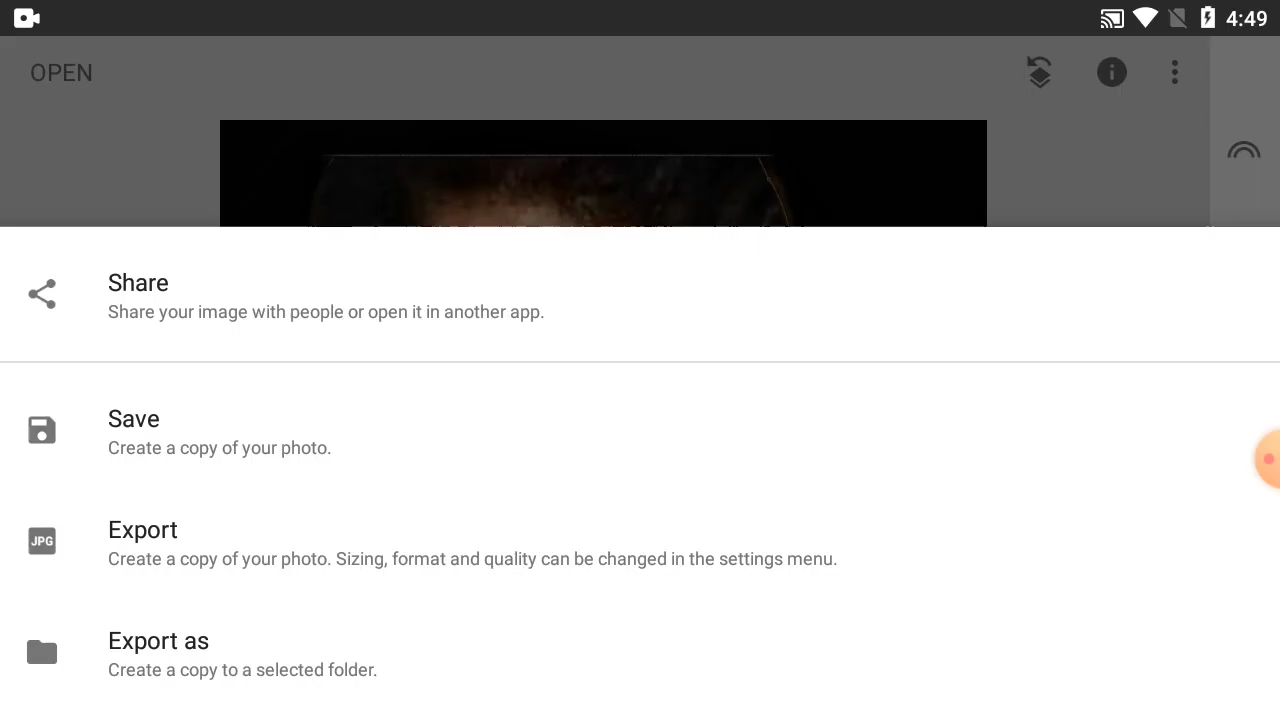 4:49
OPEN
Share
Share your image with people or open it in another app.
Save
Create a copy of your photo.
JPG
Export
Create a copy of your photo. Sizing, format and quality can be changed in the settings menu.
Export as
Create a copy to a selected folder.